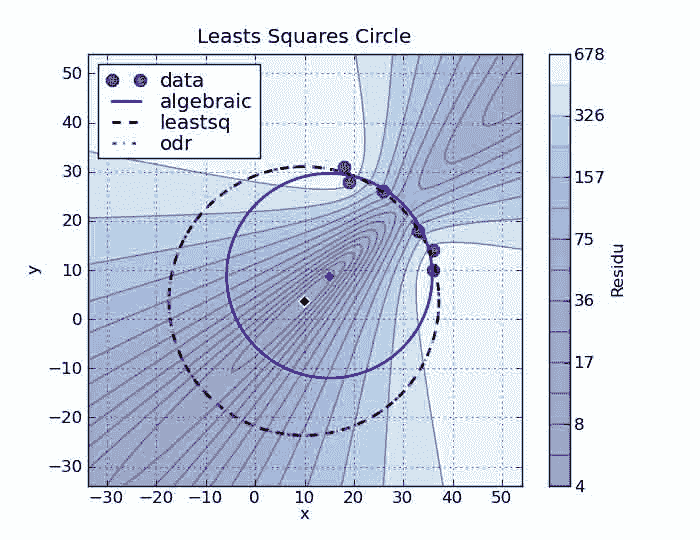 Leasts Squares Circle
data
algebraic
leastsq
odr
50
40
30
20
10
0
−10
−20
−30
y
−30 −20 −10 0 10 20 30 40 50
x
678
326
157
75
36
17
8
4
Residu